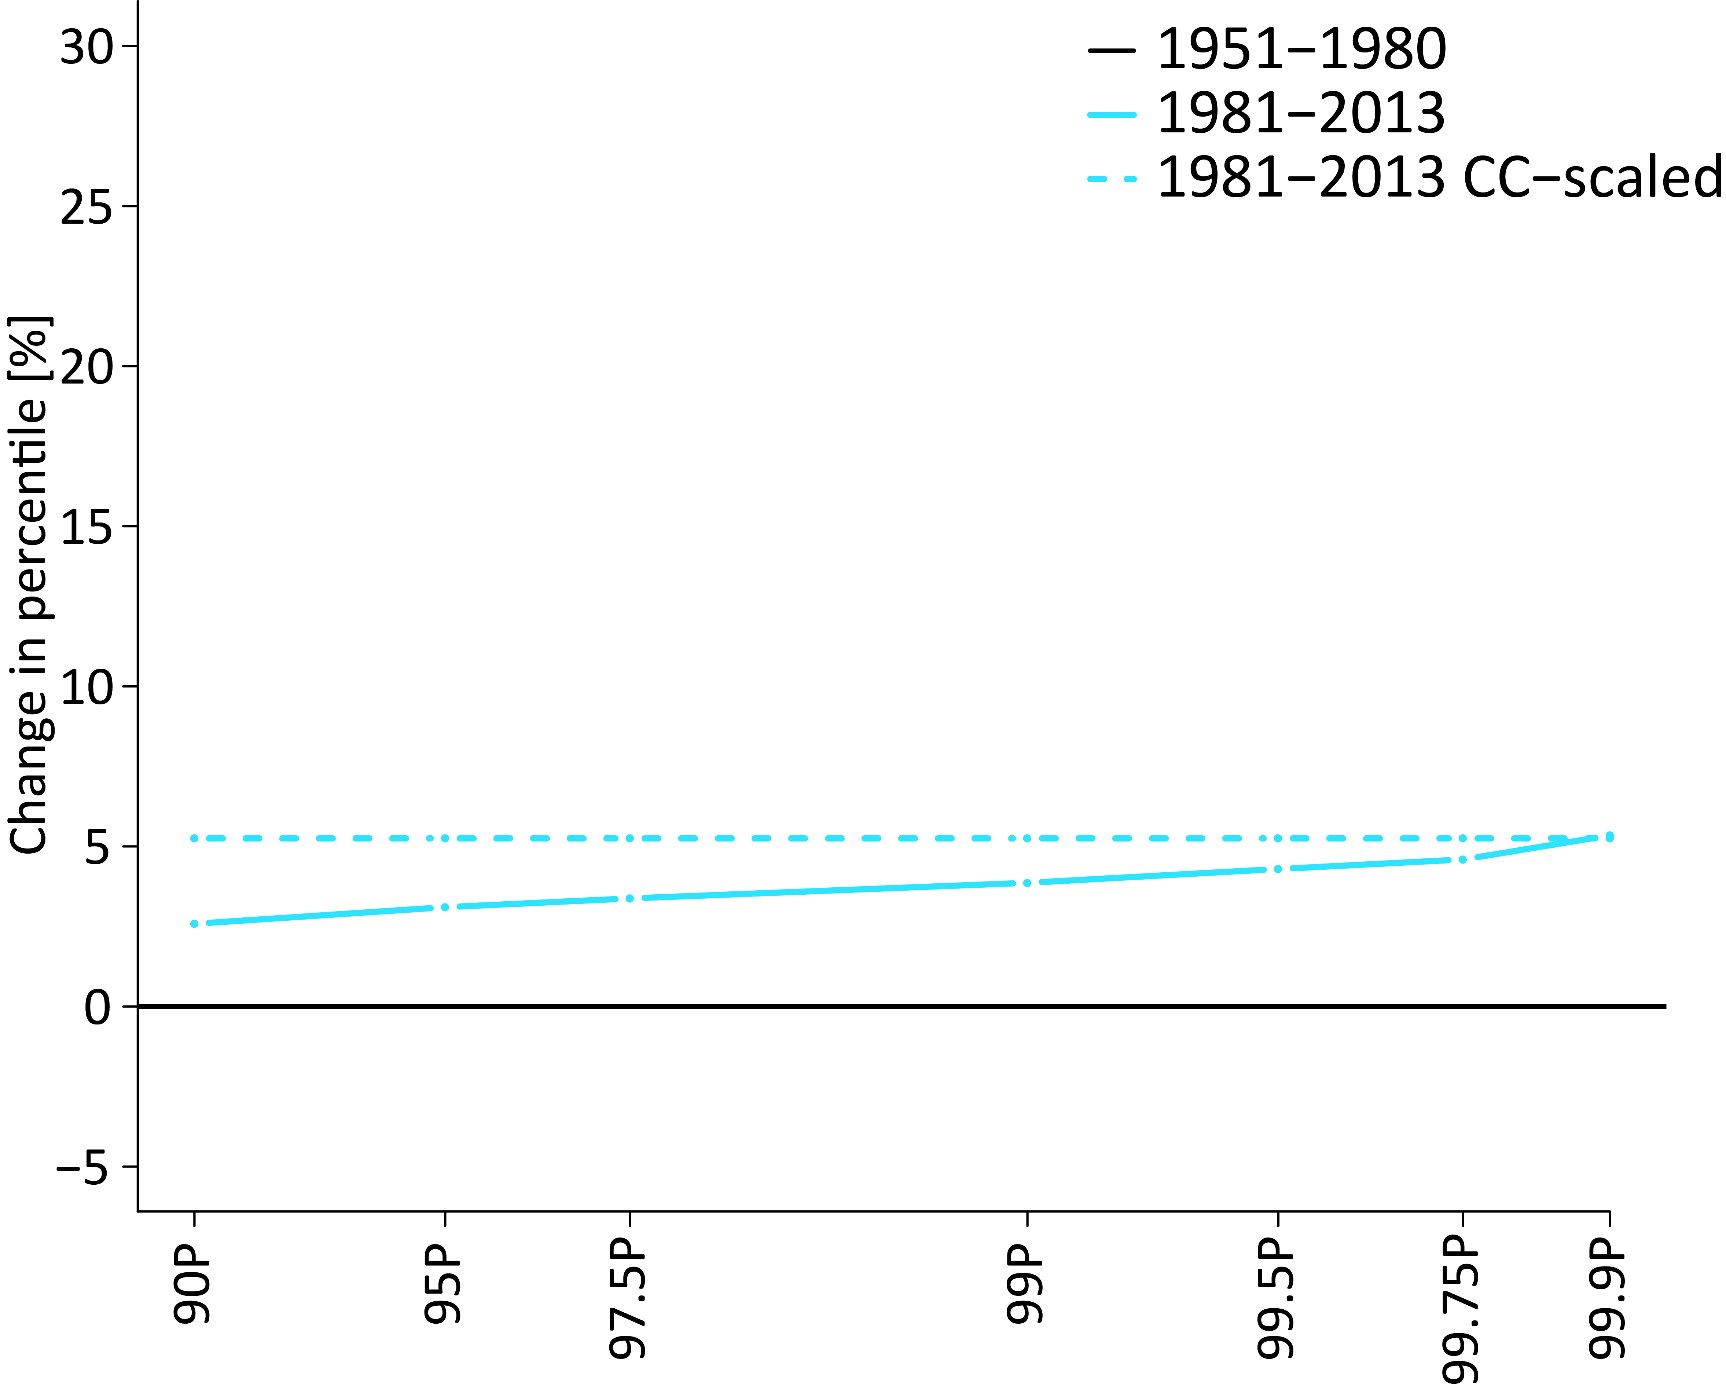 1951−1980
1981−2013
1981−2013 CC−scaled
Change in percentile [%]
30
25
20
15
10
5
0
−5
90P
95P
97.5P
99P
99.5P
99.75P
99.9P